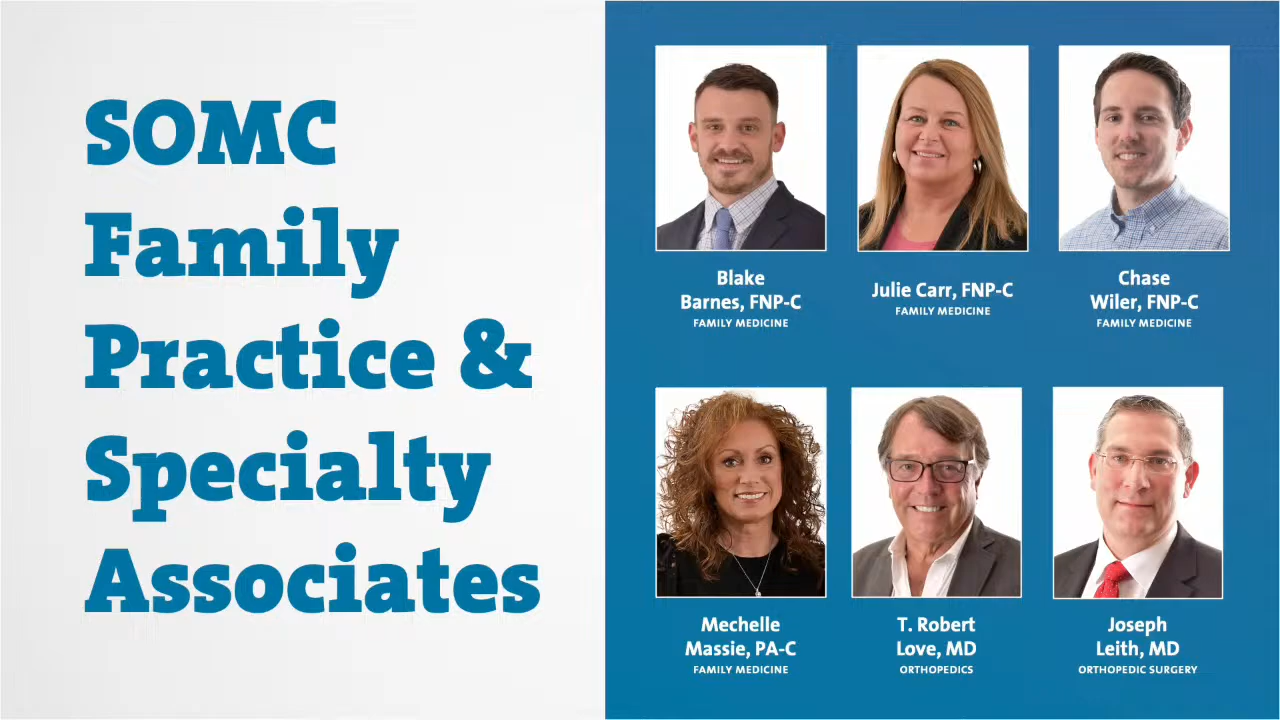 SOMC
Family
Practice &
Specialty
Associates
Blake
Barnes, FNP-C
FAMILY MEDICINE
Julie Carr, FNP-C
FAMILY MEDICINE
Chase
Wiler, FNP-C
FAMILY MEDICINE
Mechelle
Massie, PA-C
FAMILY MEDICINE
T. Robert
Love, MD
ORTHOPEDICS
Joseph
Leith, MD
ORTHOPEDIC SURGERY